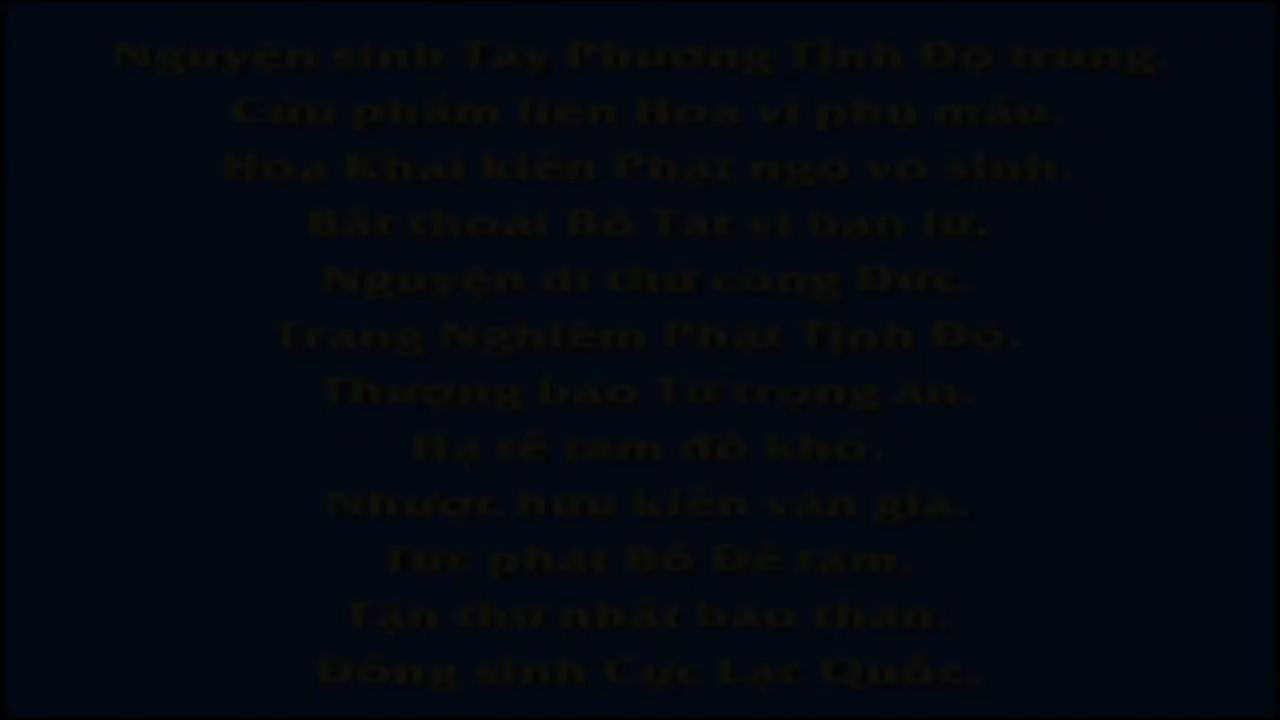 Nguyện sinh Tây Phương Tịnh Độ trung.
Cửu phẩm liên Hoa vi phụ mẫu.
Hoa Khai kiến Phật ngộ vô sinh.
Bất thoái Bồ Tát vi bạn lữ.
Nguyện dĩ thử công Đức.
Trang Nghiêm Phật Tịnh Độ.
Thượng báo Tứ trọng ân.
Hạ tế tam đồ khổ.
Nhược hữu kiến văn giả.
Tức phát Bồ Đề tâm.
Tận thử nhất báo thân.
Đồng sinh Cực Lạc Quốc.